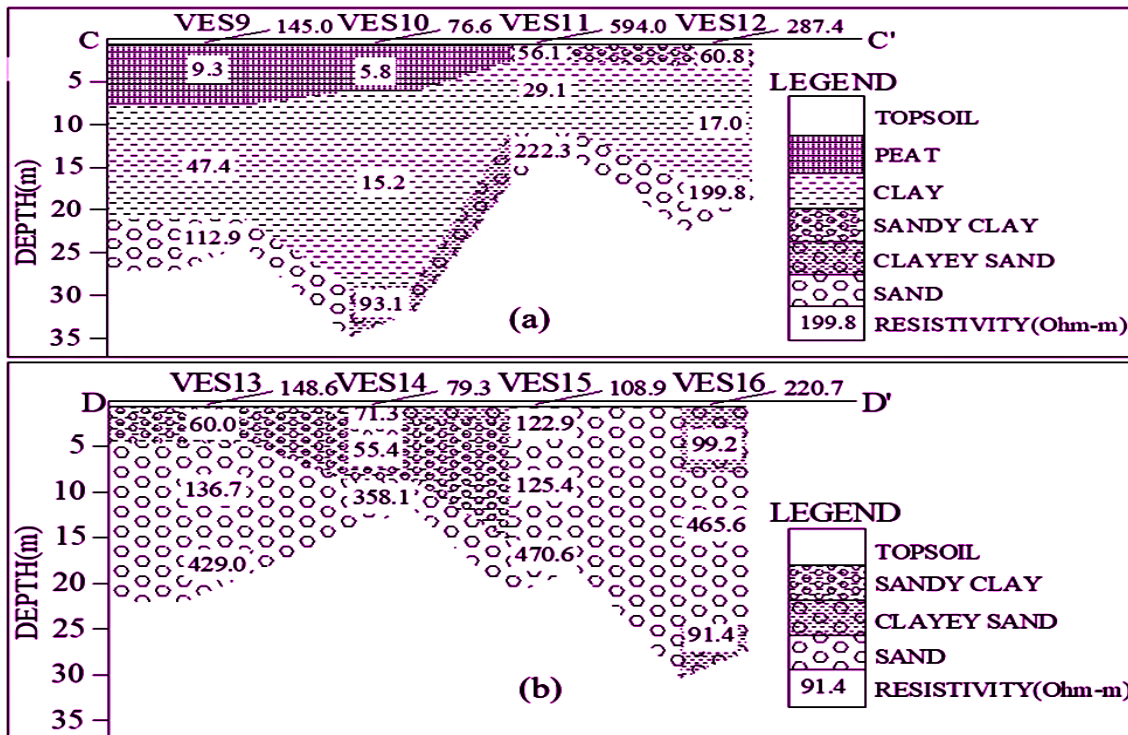 VES9 145.0 VES10 76.6 VES11 594.0 VES12 287.4
C C'
56.1 60.8
0
9.3 5.8
LEGEND
5
29.1
TOPSOIL
10
17.0
PEAT
15
47.4 15.2 222.3
CLAY
199.8
20
SANDY CLAY
112.9
25
CLAYEY SAND
30
93.1
SAND
(a)
35
199.8 RESISTIVITY(Ohm-m)
DEPTH(m)
VES13 148.6 VES14 79.3 VES15 108.9 VES16 220.7
D D'
0
60.0 71.3 122.9
5
55.4 99.2
136.7 125.4
10
358.1
465.6
LEGEND
15
470.6
TOPSOIL
429.0
20
SANDY CLAY
25
CLAYEY SAND
91.4
SAND
30
(b)
91.4 RESISTIVITY(Ohm-m)
35
DEPTH(m)